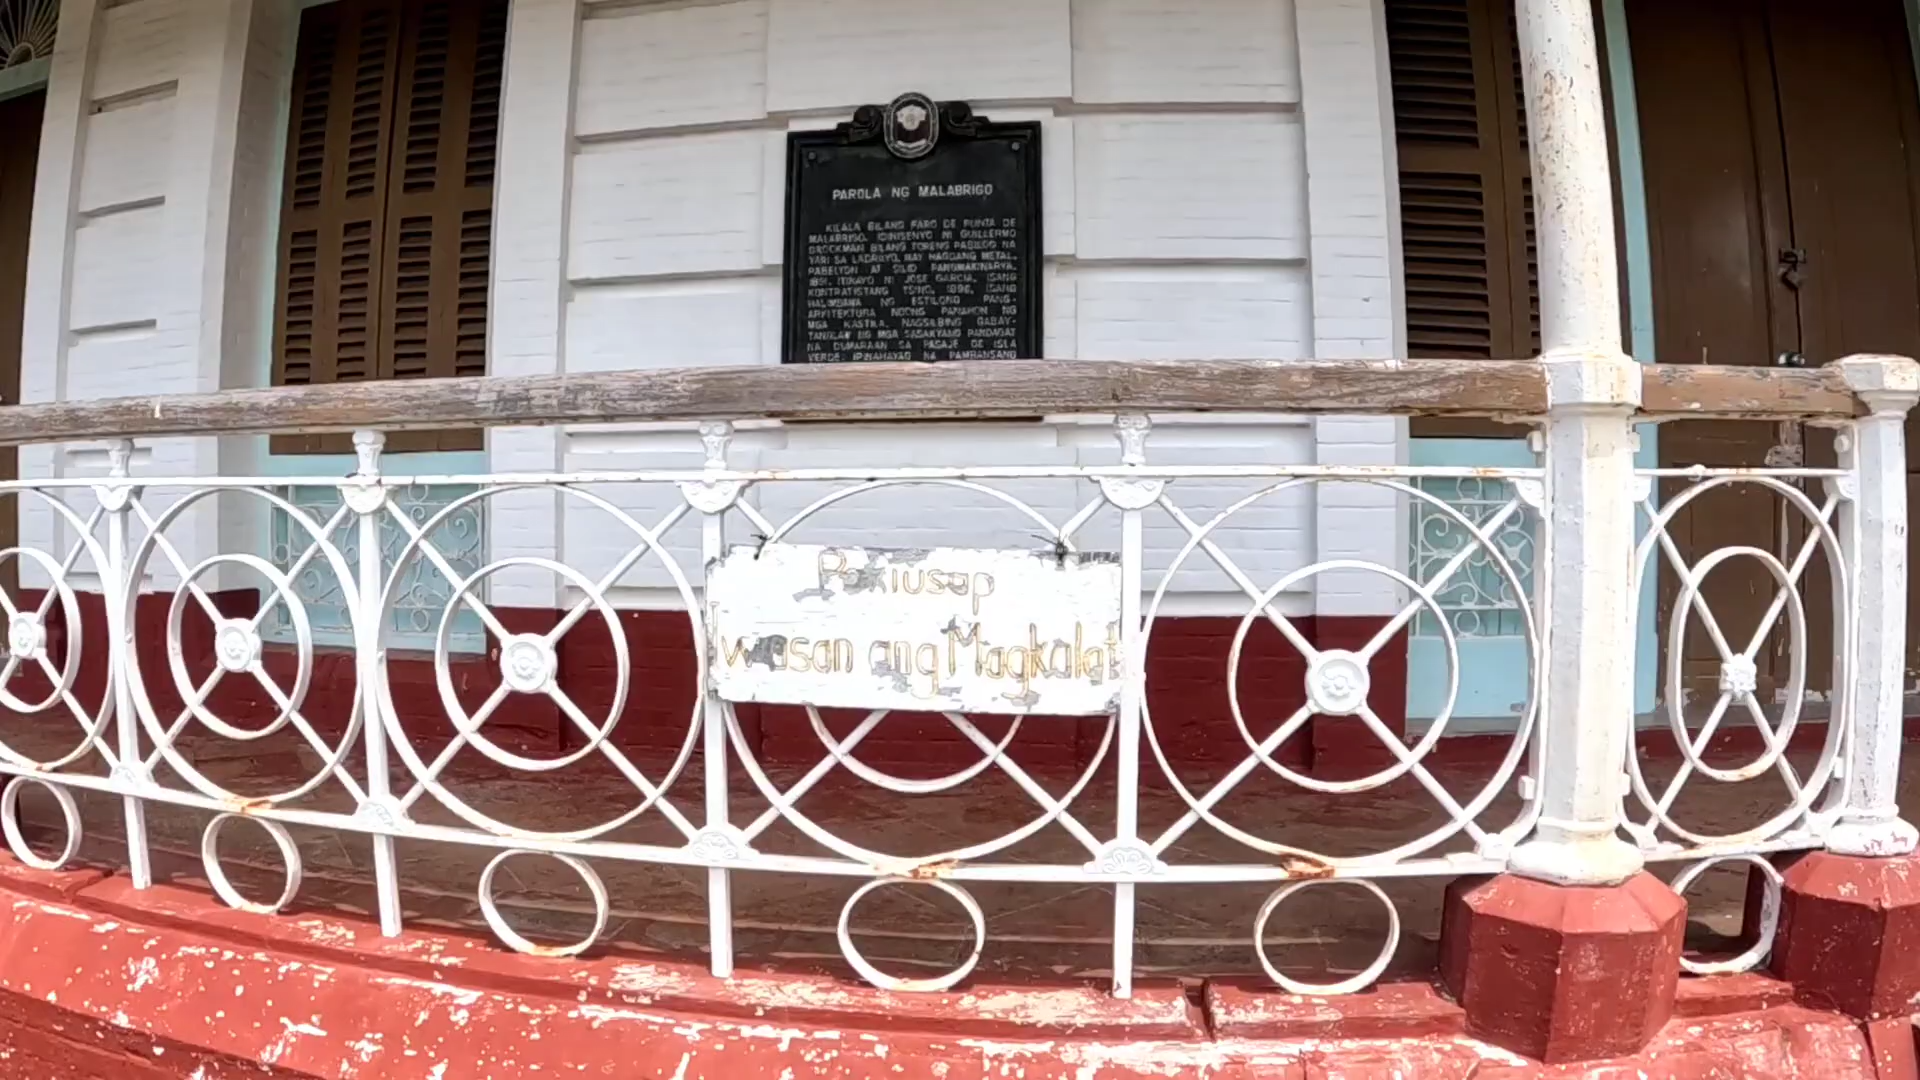 PAROLA NG MALABRIGO
KILALA BILANG FARO DE PUNTA DE
MALABRIGO. IDINISENYO NI GUILLERMO
BROCKMAN BILANG TORENG PABILOG NA
YARI SA LADRILYO, MAY HAGDANG METAL,
PABELYON AT SILID PANGMAKINARYA,
1891. ITINAYO NI JOSE GARCIA, ISANG
KONTRATISTANG TSINO, 1896. ISANG
HALIMBAWA NG ESTILONG PANG-
ARYITEKTURA NOONG PANAHON NG
MGA KASTILA. NAGSILBING GABAY-
TANGLAW NG MGA SASAKYANG PANDAGAT
NA DUMARAAN SA PASAJE DE ISLA
VERDE. IPINAHAYAG NA PAMBANSANG
Pakiusap
Iwasan ang Magkalat